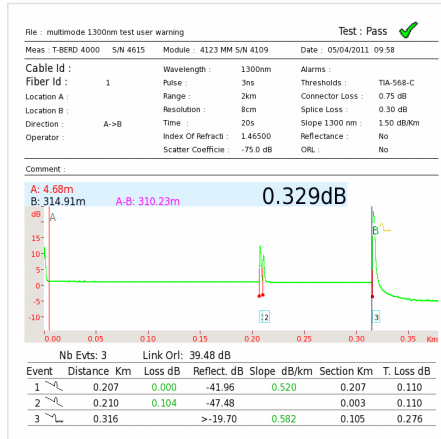 File : multimode 1300nm test user warning Test : Pass
Meas : T-BERD 4000 S/N 4615 Module : 4123 MM S/N 4109 Date : 05/04/2011 09:58
Cable Id : Wavelength : 1300nm Alarms :
Fiber Id : 1 Pulse : 3ns Thresholds : TIA-568-C
Location A : Range : 2km Connector Loss : 0.75 dB
Location B : Resolution : 8cm Splice Loss : 0.30 dB
Direction : A->B Time : 20s Slope 1300 nm : 1.50 dB/Km
Operator : Index Of Refracti : 1.46500 Reflectance : No
Scatter Coefficie : -75.0 dB ORL : No
Comment :
A: 4.68m
B: 314.91m A-B: 310.23m 0.329dB
dB A
B
15
10
5
0
-5
-10
2 3
0.00 0.05 0.10 0.15 0.20 0.25 0.30 0.35 Km
Nb Evts: 3 Link Orl: 39.48 dB
Event Distance Km Loss dB Reflect. dB Slope dB/km Section Km T. Loss dB
1 0.207 0.000 -41.96 0.520 0.207 0.110
2 0.210 0.104 -47.48 0.003 0.110
3 0.316 >-19.70 0.582 0.105 0.276